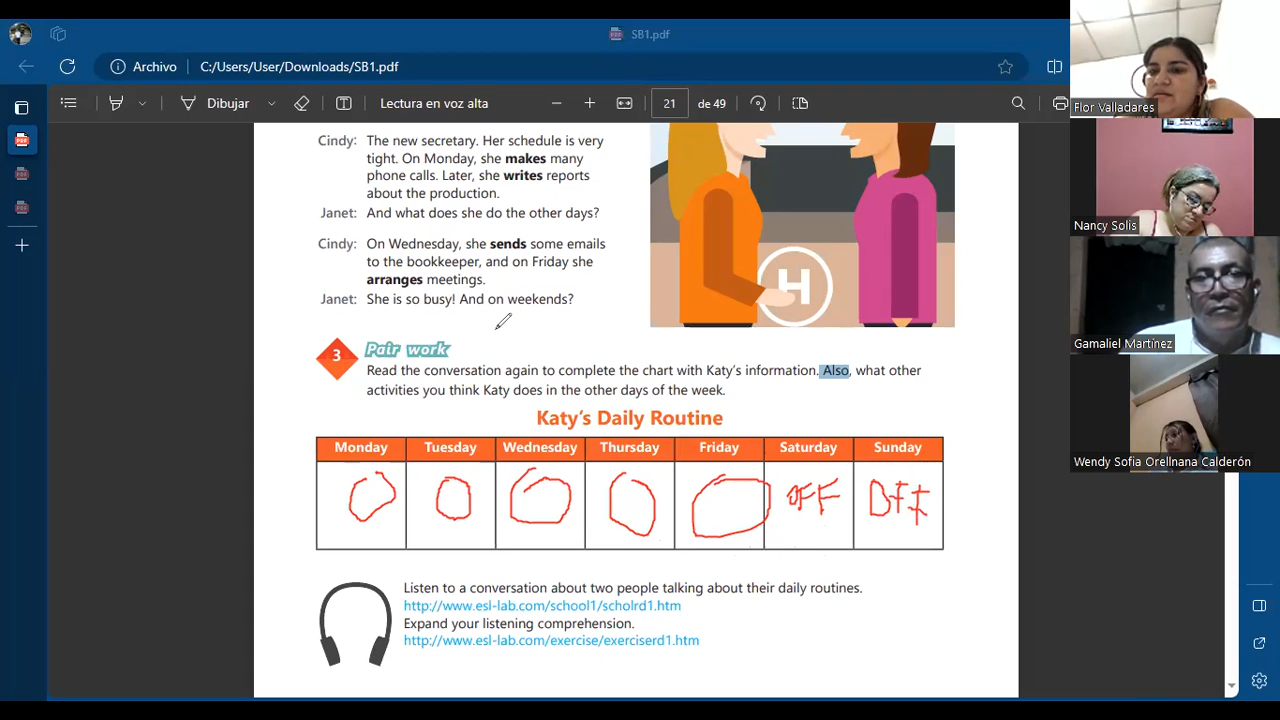 SB1.pdf
Archivo
C:/Users/User/Downloads/SB1.pdf
Dibujar
Lectura en voz alta
21
de 49
Cindy: The new secretary. Her schedule is very
tight. On Monday, she makes many
phone calls. Later, she writes reports
about the production.
Janet: And what does she do the other days?
Cindy: On Wednesday, she sends some emails
to the bookkeeper, and on Friday she
arranges meetings.
Janet: She is so busy! And on weekends?
H
3
Pair work
Read the conversation again to complete the chart with Katy's information. Also, what other
activities you think Katy does in the other days of the week.
Katy's Daily Routine
Monday Tuesday Wednesday Thursday Friday Saturday Sunday
OFF OFF
Listen to a conversation about two people talking about their daily routines.
http://www.esl-lab.com/school1/scholrd1.htm
Expand your listening comprehension.
http://www.esl-lab.com/exercise/exerciserd1.htm
Flor Valladares
Nancy Solis
Gamaliel Martínez
Wendy Sofia Orellnana Calderón